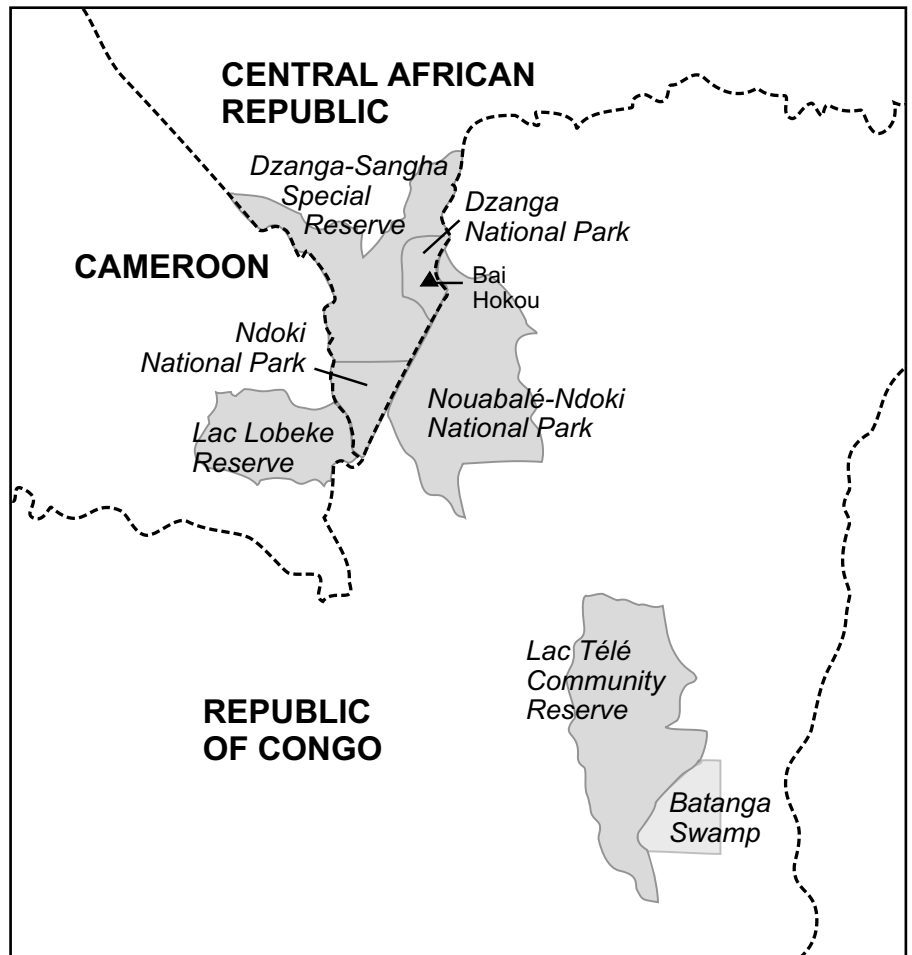 CENTRAL AFRICAN
REPUBLIC
Dzanga-Sangha
Special
Reserve
Dzanga
National Park
CAMEROON
Bai
Hokou
Ndoki
National Park
Nouabalé-Ndoki
National Park
Lac Lobeke
Reserve
Lac Télé
Community
Reserve
REPUBLIC
OF CONGO
Batanga
Swamp